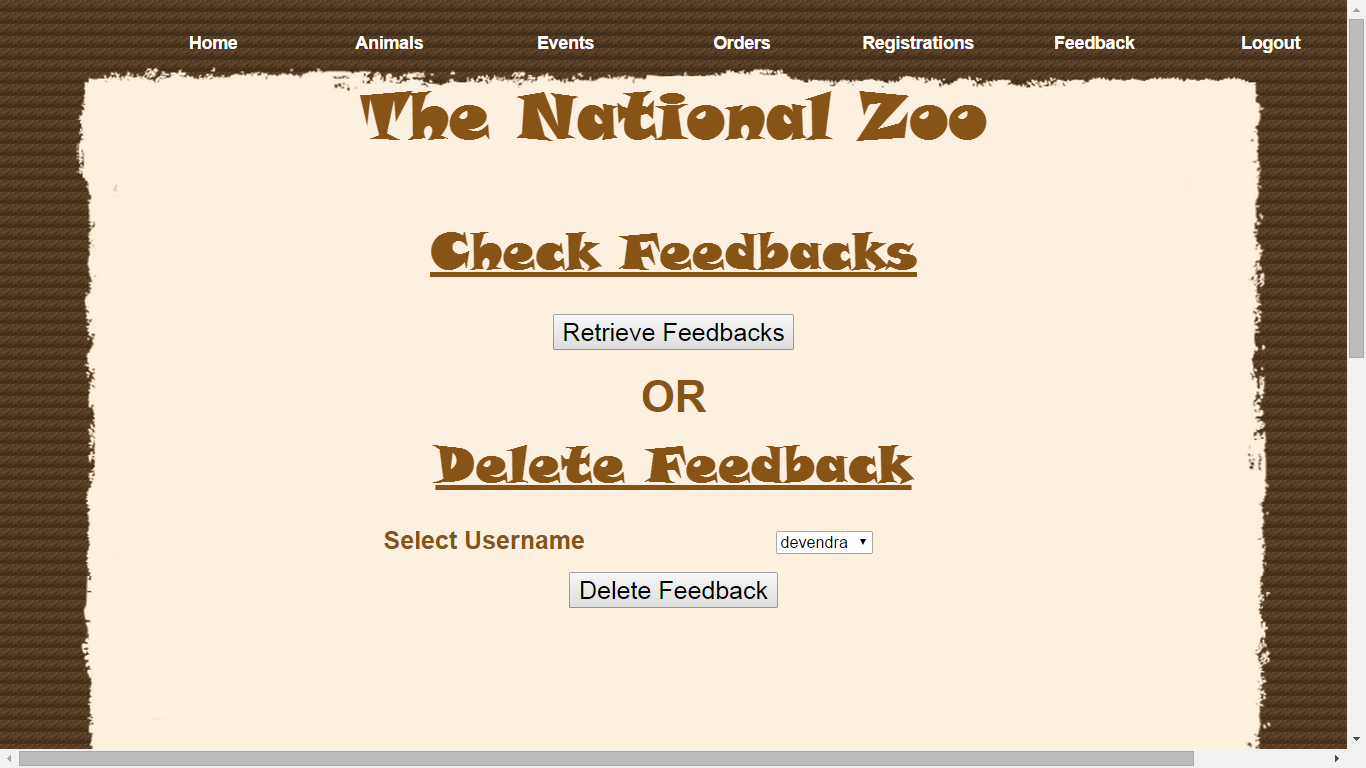 Home Animals Events Orders Registrations Feedback Logout
The National Zoo
Check Feedbacks
Retrieve Feedbacks
OR
Delete Feedback
Select Username devendra
Delete Feedback